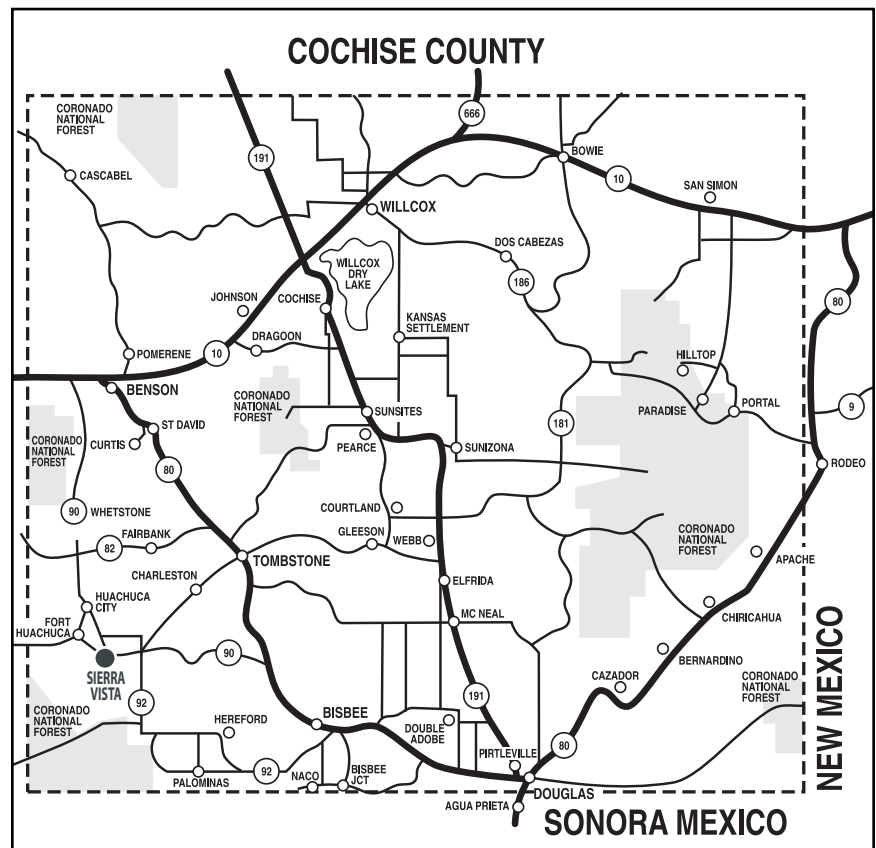 COCHISE COUNTY
CORONADO
NATIONAL
FOREST
666
191
BOWIE
10
CASCABEL
SAN SIMON
WILLCOX
DOS CABEZAS
WILLCOX
DRY
LAKE
186
JOHNSON
COCHISE
80
KANSAS
SETTLEMENT
DRAGOON
10
POMERENE
HILLTOP
BENSON
CORONADO
NATIONAL
FOREST
PARADISE
PORTAL
9
SUNSITES
181
ST DAVID
CURTIS
CORONADO
NATIONAL
FOREST
PEARCE
SUNIZONA
80
RODEO
90
WHETSTONE
COURTLAND
FAIRBANK
82
GLEESON
WEBB
CORONADO
NATIONAL
FOREST
APACHE
TOMBSTONE
CHARLESTON
ELFRIDA
HUACHUCA
CITY
FORT
HUACHUCA
MC NEAL
CHIRICAHUA
90
BERNARDINO
SIERRA
VISTA
CAZADOR
CORONADO
NATIONAL
FOREST
92
191
CORONADO
NATIONAL
FOREST
HEREFORD
BISBEE
DOUBLE
ADOBE
80
PIRTLEVILLE
92
PALOMINAS
NACO
BISBEE
JCT
DOUGLAS
AGUA PRIETA
NEW MEXICO
SONORA MEXICO